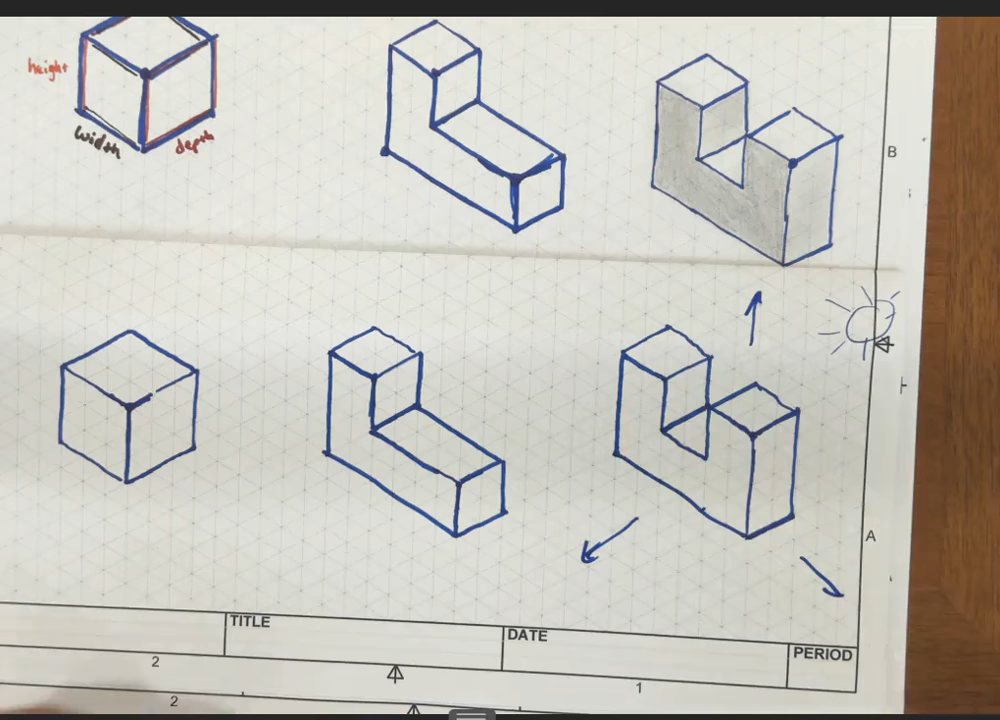 height
width
depth
B
A
TITLE
DATE
PERIOD
2
1
2